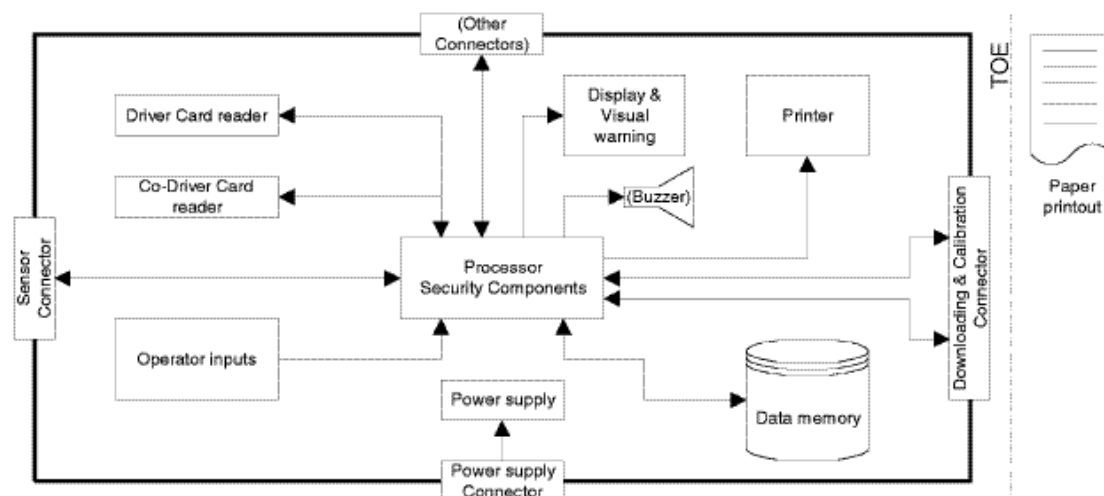 (Other
Connectors)
TOE
Driver Card reader
Display &
Visual
warning
Printer
Co-Driver Card
reader
(Buzzer)
Paper
printout
Sensor
Connector
Processor
Security Components
Downloading & Calibration
Connector
Operator inputs
Power supply
Data memory
Power supply
Connector